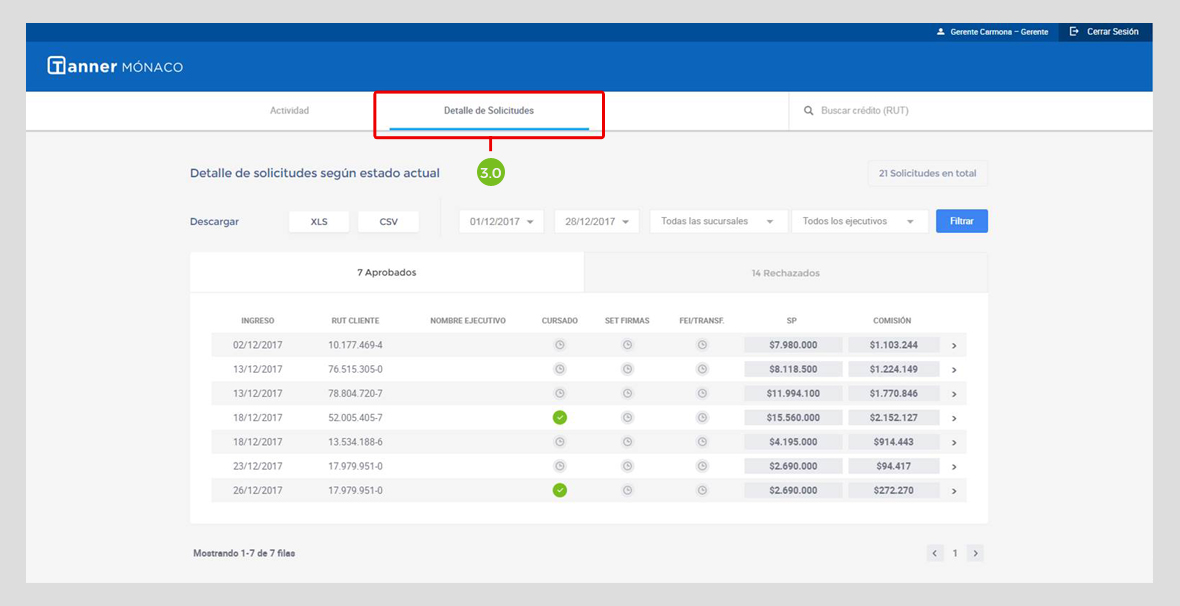 Gerente Carmona – Gerente Cerrar Sesión
Tanner MÓNACO
Actividad Detalle de Solicitudes Buscar crédito (RUT)
3.0
Detalle de solicitudes según estado actual 21 Solicitudes en total
Descargar XLS CSV 01/12/2017 28/12/2017 Todas las sucursales Todos los ejecutivos Filtrar
7 Aprobados 14 Rechazados
INGRESO RUT CLIENTE NOMBRE EJECUTIVO CURSADO SET FIRMAS FEI/TRANSF. SP COMISIÓN
02/12/2017 10.177.469-4 $7.980.000 $1.103.244 >
13/12/2017 76.515.305-0 $8.118.500 $1.224.149 >
13/12/2017 78.804.720-7 $11.994.100 $1.770.846 >
18/12/2017 52.005.405-7 $15.560.000 $2.152.127 >
18/12/2017 13.534.188-6 $4.195.000 $914.443 >
23/12/2017 17.979.951-0 $2.690.000 $94.417 >
26/12/2017 17.979.951-0 $2.690.000 $272.270 >
Mostrando 1-7 de 7 filas < 1 >